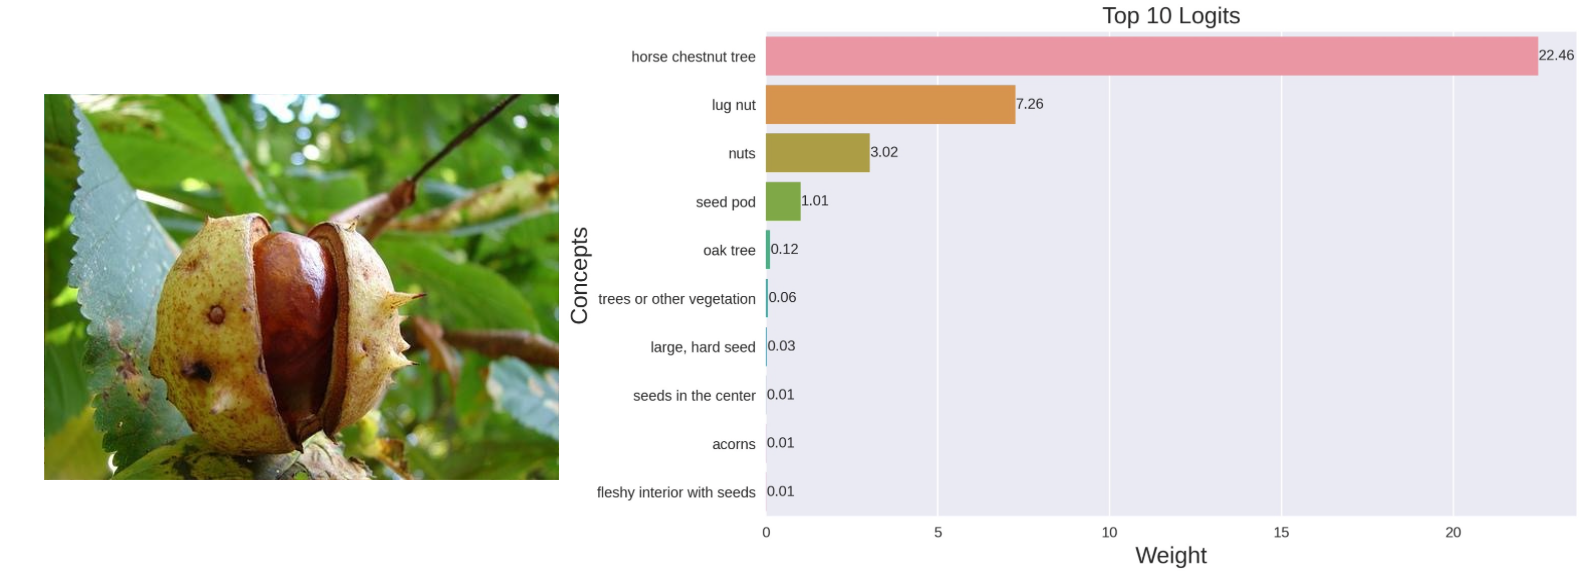 Top 10 Logits
Concepts
horse chestnut tree 22.46
lug nut 7.26
nuts 3.02
seed pod 1.01
oak tree 0.12
trees or other vegetation 0.06
large, hard seed 0.03
seeds in the center 0.01
acorns 0.01
fleshy interior with seeds 0.01
0 5 10 15 20
Weight